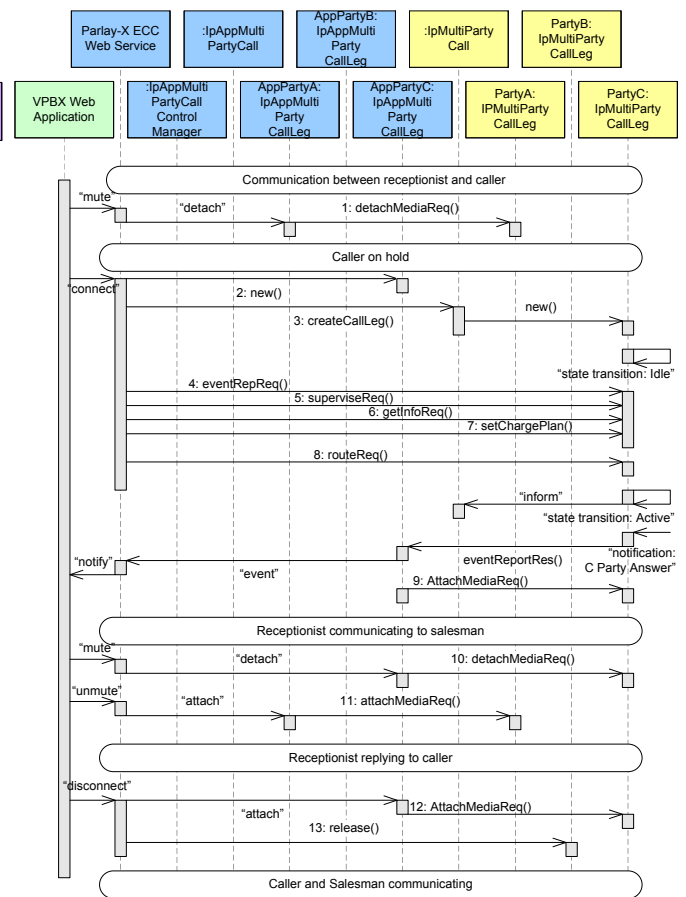 Parlay-X ECC
Web Service
:IpAppMulti
PartyCall
AppPartyB:
IpAppMulti
Party
CallLeg
:IpMultiParty
Call
PartyB:
IpMultiParty
CallLeg
VPBX Web
Application
:IpAppMulti
PartyCall
Control
Manager
AppPartyA:
IpAppMulti
Party
CallLeg
AppPartyC:
IpAppMulti
Party
CallLeg
PartyA:
IPMultiParty
CallLeg
PartyC:
IpMultiParty
CallLeg
Communication between receptionist and caller
“mute”
“detach”
1: detachMediaReq()
Caller on hold
“connect”
2: new()
3: createCallLeg()
new()
“state transition: Idle”
4: eventRepReq()
5: superviseReq()
6: getInfoReq()
7: setChargePlan()
8: routeReq()
“inform”
“state transition: Active”
“notify”
“event”
eventReportRes()
“notification:
C Party Answer”
9: AttachMediaReq()
Receptionist communicating to salesman
“mute”
“detach”
10: detachMediaReq()
“unmute”
“attach”
11: attachMediaReq()
Receptionist replying to caller
“disconnect”
“attach”
12: AttachMediaReq()
13: release()
Caller and Salesman communicating